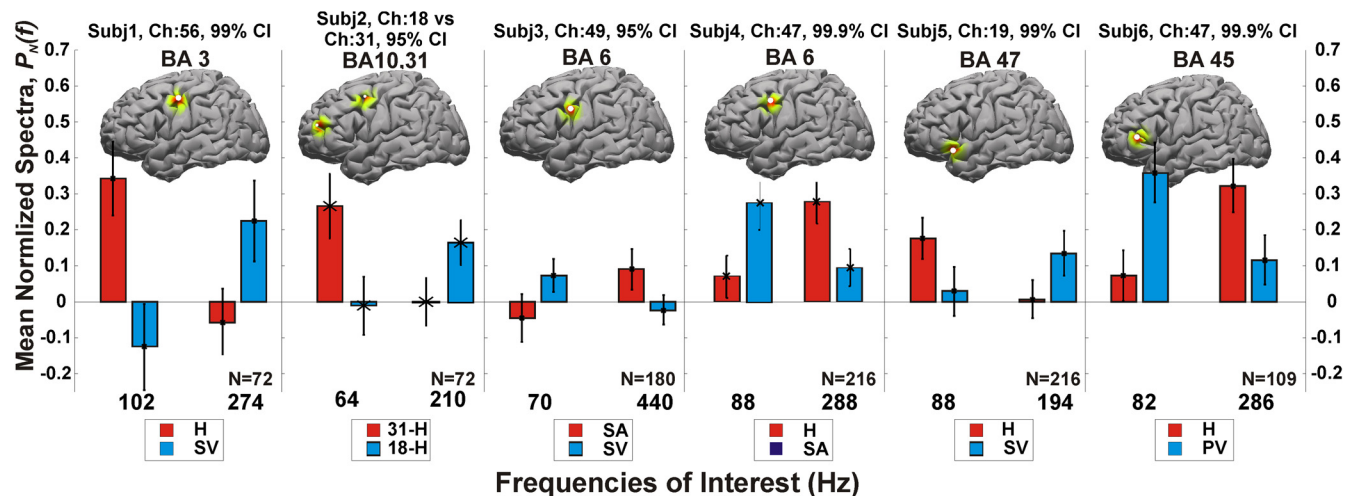 Subj1, Ch:56, 99% CI
BA 3
Subj2, Ch:18 vs
Ch:31, 95% CI
BA10,31
Subj3, Ch:49, 95% CI
BA 6
Subj4, Ch:47, 99.9% CI
BA 6
Subj5, Ch:19, 99% CI
BA 47
Subj6, Ch:47, 99.9% CI
BA 45
Mean Normlized Spectra, P_N(f)
0.7
0.6
0.5
0.4
0.3
0.2
0.1
0
-0.1
-0.2
0.7
0.6
0.5
0.4
0.3
0.2
0.1
0
-0.1
-0.2
N=72
N=72
N=180
N=216
N=216
N=109
102 274
64 210
70 440
88 288
88 194
82 286
H
SV
31-H
18-H
SA
SV
H
SA
H
SV
H
PV
Frequencies of Interest (Hz)